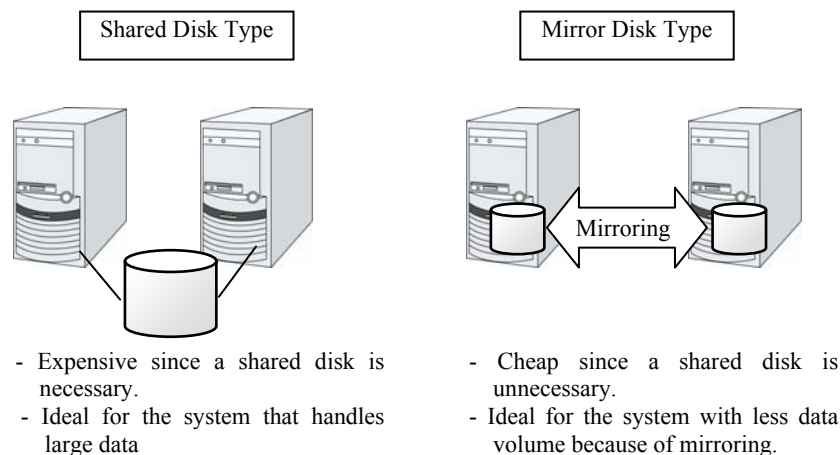 Shared Disk Type
- Expensive since a shared disk is
necessary.
- Ideal for the system that handles
large data
Mirror Disk Type
Mirroring
- Cheap since a shared disk is
unnecessary.
- Ideal for the system with less data
volume because of mirroring.